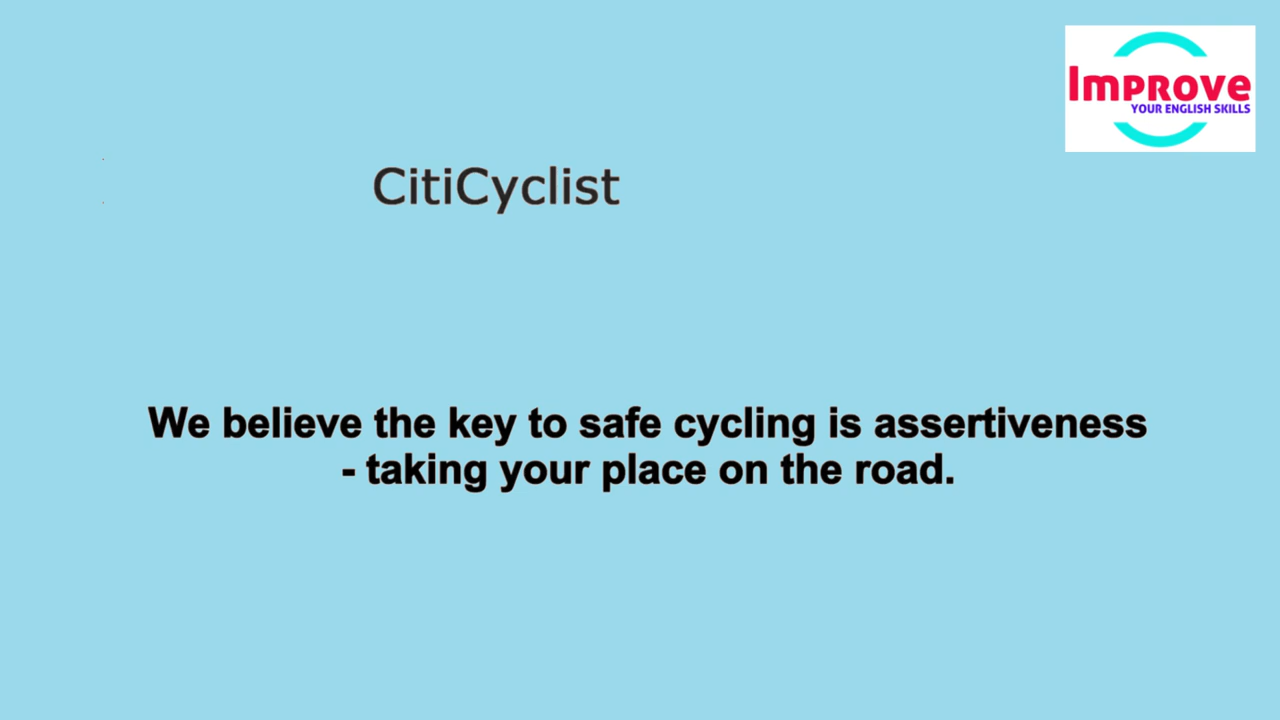 Improve
YOUR ENGLISH SKILLS
CitiCyclist
We believe the key to safe cycling is assertiveness
- taking your place on the road.